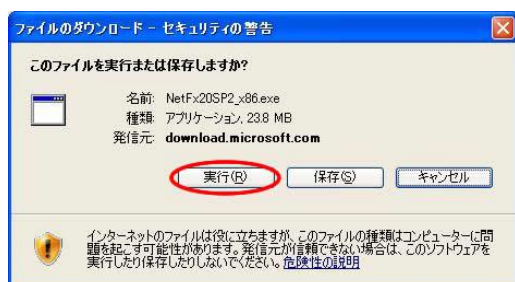 ファイルのダウンロード - セキュリティの警告
このファイルを実行または保存しますか?
名前: NetFx20SP2_x86.exe
種類: アプリケーション, 23.8 MB
発信元: download.microsoft.com
実行(R) 保存(S) キャンセル
インターネットのファイルは役に立ちますが、このファイルの種類はコンピューターに問
題を起こす可能性があります。発信元が信頼できない場合は、このソフトウェアを
実行したり保存したりしないでください。危険性の説明